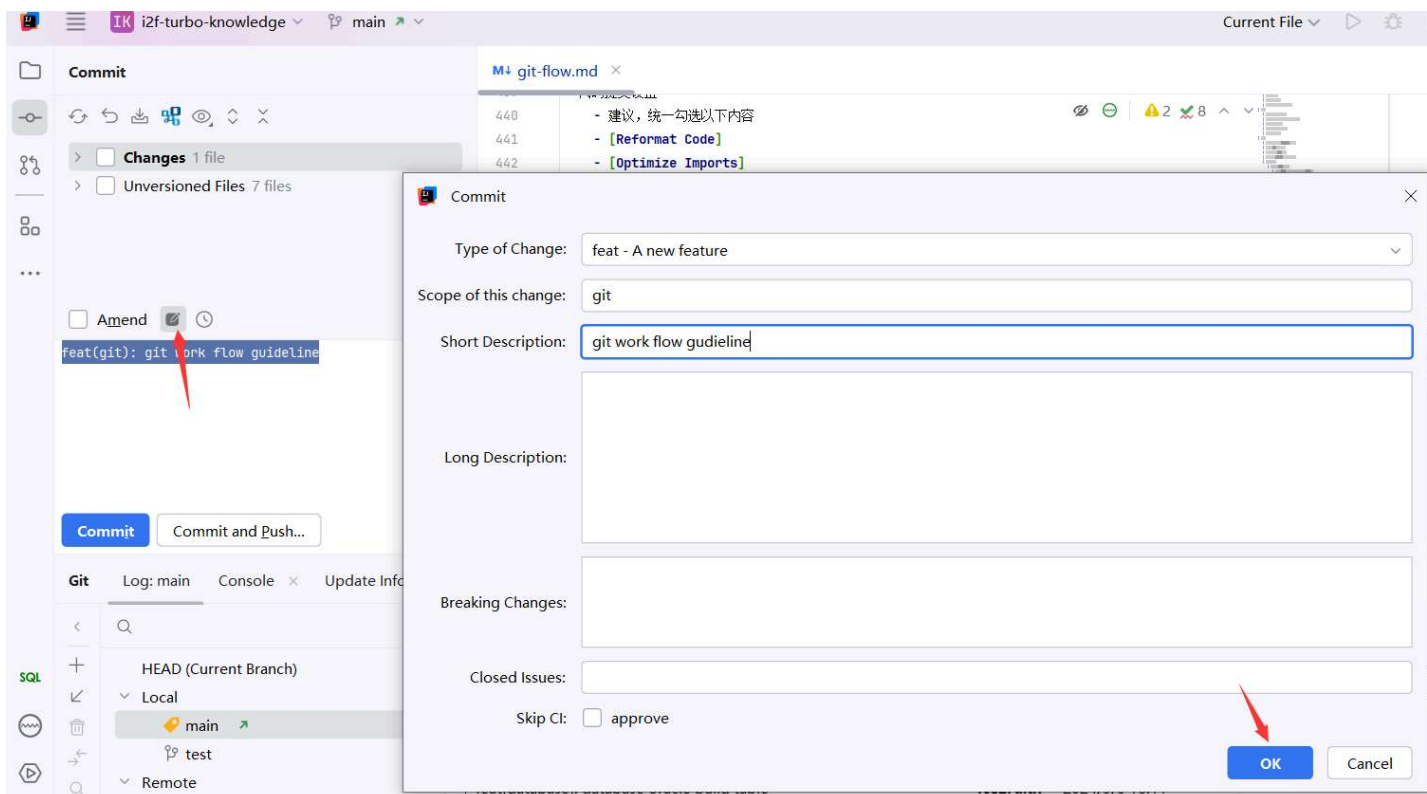 IK i2f-turbo-knowledge main Current File
Commit
M↓ git-flow.md
440 - 建议，统一勾选以下内容
2 8
441 - [Reformat Code]
442 - [Optimize Imports]
Changes 1 file
Unversioned Files 7 files
Commit
Type of Change: feat - A new feature
Scope of this change: git
Short Description: git work flow gudieline
Long Description:
Breaking Changes:
Closed Issues:
Skip CI: approve
OK Cancel
Amend
feat(git): git work flow guideline
Commit Commit and Push...
Git Log: main Console Update Info
HEAD (Current Branch)
Local
main
test
Remote
SQL